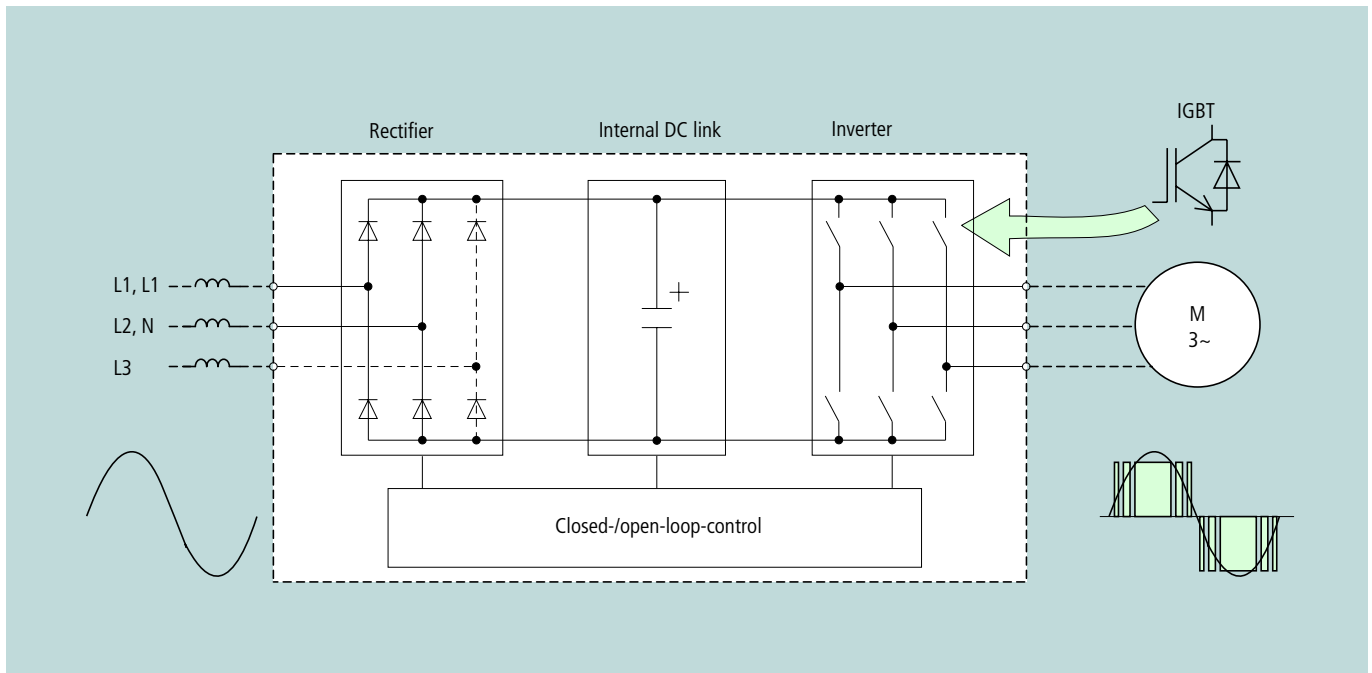 IGBT
Rectifier
Internal DC link
Inverter
L1, L1
L2, N
L3
+
M
3~
Closed-/open-loop-control